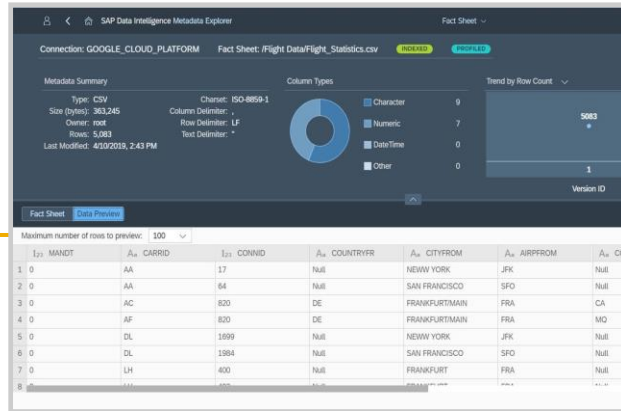 SAP Data Intelligence Metadata Explorer Fact Sheet
Connection: GOOGLE_CLOUD_PLATFORM Fact Sheet: /Flight Data/Flight_Statistics.csv INDEXED PROFILED
Metadata Summary Column Types Trend by Row Count
Type: CSV Charset: ISO-8859-1 Character 9
Size (bytes): 363,245 Column Delimiter: , Numeric 7 5083
Owner: root Row Delimiter: LF
Rows: 5,083 Text Delimiter: " DateTime 0
Last Modified: 4/10/2019, 2:43 PM
Other 0 1
Version ID
Fact Sheet Data Preview
Maximum number of rows to preview: 100
MANDT CARRID CONNID COUNTRYFR CITYFROM AIRPFROM
1 0 AA 17 Null NEWW YORK JFK Null
2 0 AA 64 Null SAN FRANCISCO SFO Null
3 0 AC 820 DE FRANKFURT/MAIN FRA CA
4 0 AF 820 DE FRANKFURT/MAIN FRA MQ
5 0 DL 1699 Null NEWW YORK JFK Null
6 0 DL 1984 Null SAN FRANCISCO SFO Null
7 0 LH 400 Null FRANKFURT FRA Null
8